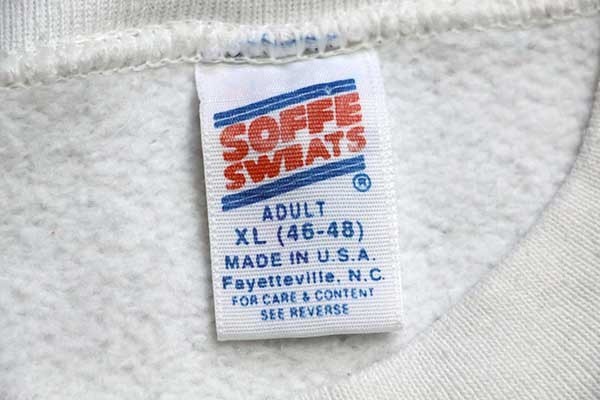 SOFFE
SWEATS
®
ADULT
XL (46-48)
MADE IN U.S.A.
Fayetteville, N.C.
FOR CARE & CONTENT
SEE REVERSE